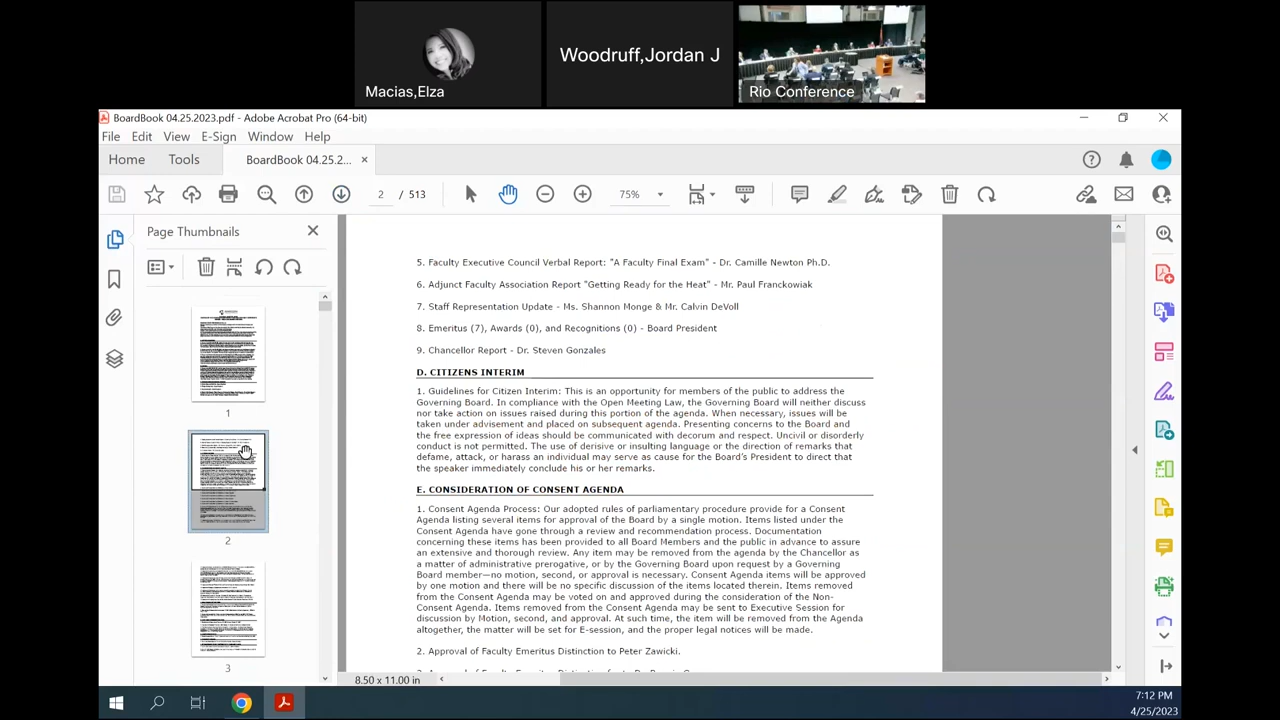 Woodruff,Jordan J
Macias,Elza
Rio Conference
BoardBook 04.25.2023.pdf - Adobe Acrobat Pro (64-bit)
File Edit View E-Sign Window Help
Home Tools BoardBook 04.25.2...
2 / 513 75%
Page Thumbnails
1
2
3
5. Faculty Executive Council Verbal Report: "A Faculty Final Exam" - Dr. Camille Newton Ph.D.
6. Adjunct Faculty Association Report "Getting Ready for the Heat" - Mr. Paul Franckowiak
7. Staff Representation Update - Ms. Shannon Monge & Mr. Calvin DeVoll
8. Emeritus (7), Awards (0), and Recognitions (0) - Board President
9. Chancellor Report - Dr. Steven Gonzales
D. CITIZENS INTERIM
1. Guidelines for Citizen Interim: This is an opportunity for members of the public to address the
Governing Board. In compliance with the Open Meeting Law, the Governing Board will neither discuss
nor take action on issues raised during this portion of the agenda. When necessary, issues will be
taken under advisement and placed on subsequent agenda. Presenting concerns to the Board and
the free expression of ideas should be communicated with decorum and respect. Uncivil or disorderly
conduct is not permitted. The use of derisive or insulting language or the direction of remarks that
defame, attack, or harass an individual may serve as cause for the Board's President to direct that
the speaker immediately conclude his or her remarks.
E. CONSIDERATION OF CONSENT AGENDA
1. Consent Agenda Process: Our adopted rules of parliamentary procedure provide for a Consent
Agenda listing several items for approval of the Board by a single motion. Items listed under the
Consent Agenda have gone through a review and recommendation process. Documentation
concerning these items has been provided to all Board Members and the public in advance to assure
an extensive and thorough review. Any item may be removed from the agenda by the Chancellor as
a matter of administrative prerogative, or by the Governing Board upon request by a Governing
Board member—no motion, second, or approval necessary. Consent Agenda items will be approved
by one motion and there will be no specific discussion of the items located therein. Items removed
from the Consent Agenda may be voted on and approved during the consideration of the Non-
Consent Agenda. Items removed from the Consent Agenda may be sent to Executive Session for
discussion by motion, second, and approval. At such time, the item will be removed from the Agenda
altogether, the matter will be set for E-session, and the proper legal notices will be made.
2. Approval of Faculty Emeritus Distinction to Peter Zawicki.
8.50 x 11.00 in
7:12 PM
4/25/2023